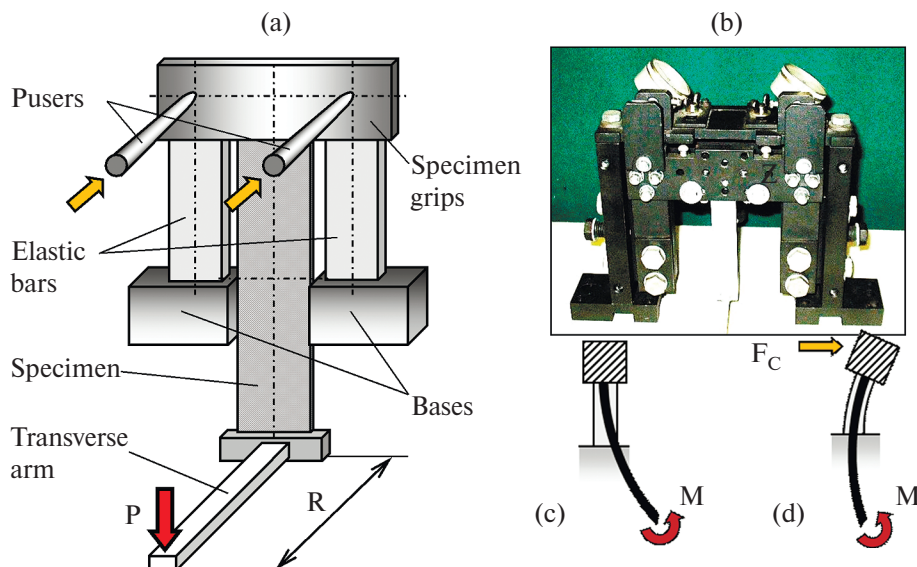 (a)
Pusers
Specimen
grips
Elastic
bars
Specimen
Bases
Transverse
arm
P
R
(b)
F_C
M
(c)
M
(d)